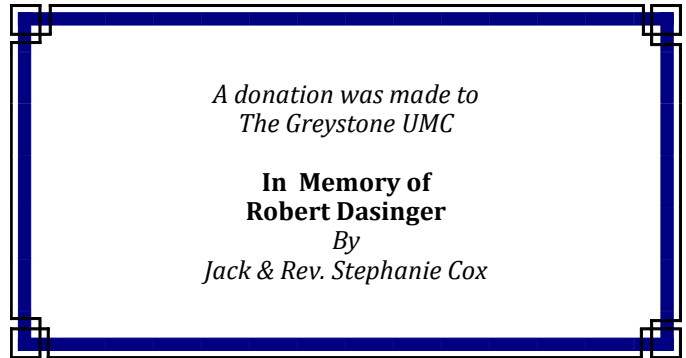 A donation was made to
The Greystone UMC
In Memory of
Robert Dasinger
By
Jack & Rev. Stephanie Cox